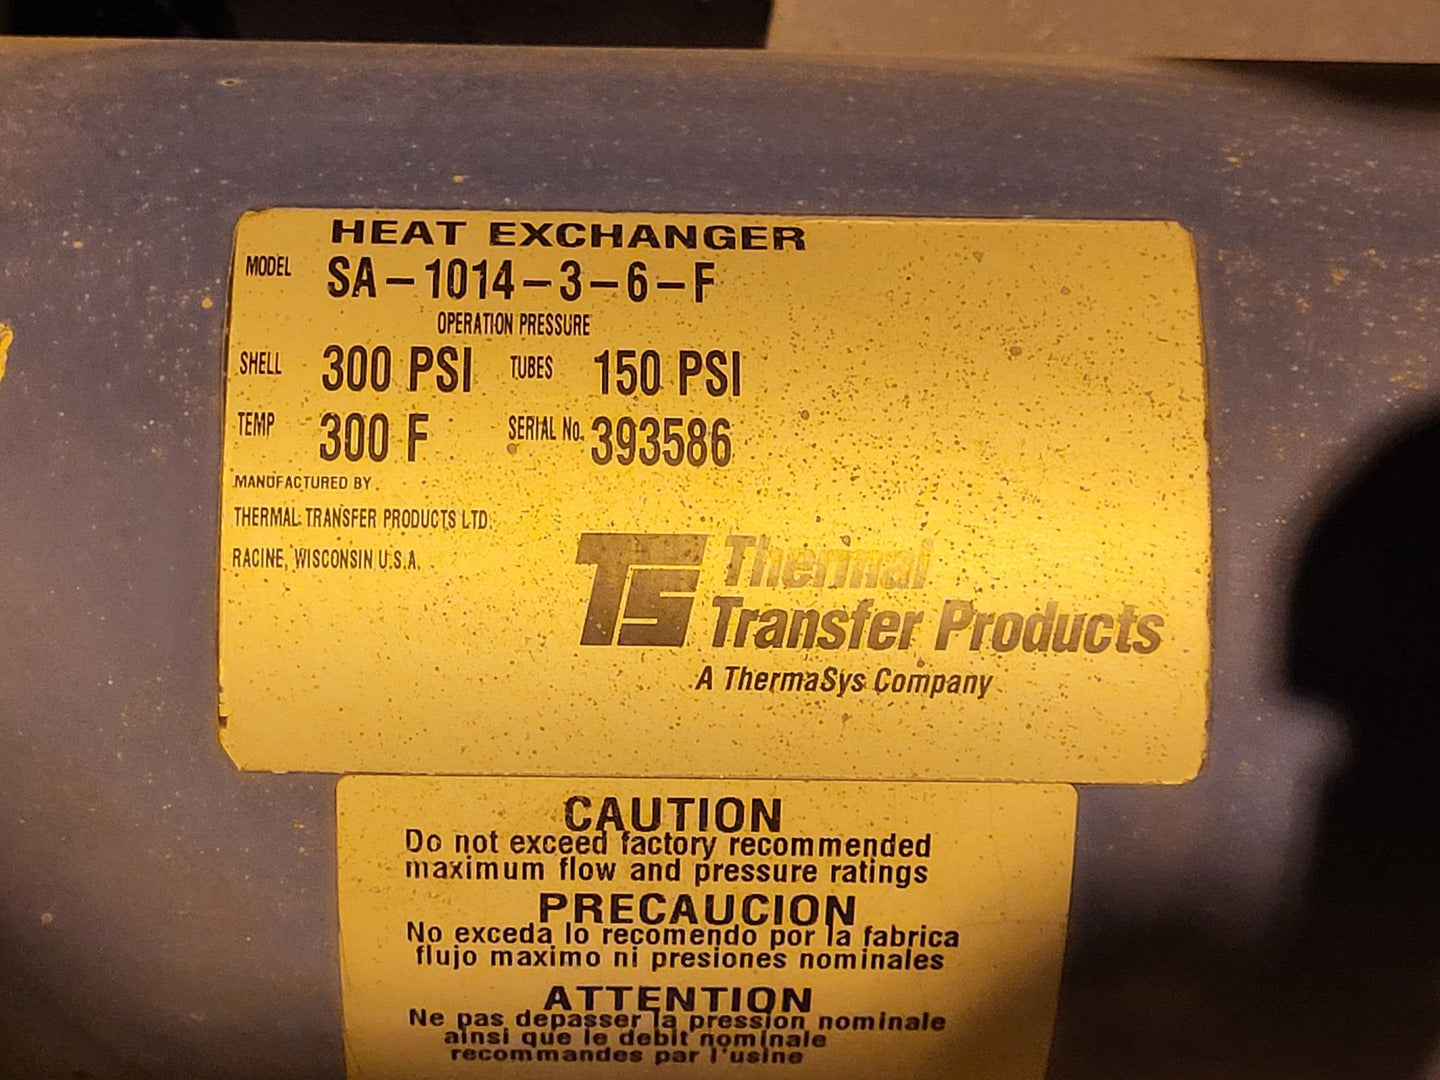 HEAT EXCHANGER
MODEL SA-1014-3-6-F
OPERATION PRESSURE
SHELL 300 PSI TUBES 150 PSI
TEMP 300 F SERIAL No. 393586
MANUFACTURED BY
THERMAL TRANSFER PRODUCTS LTD.
RACINE, WISCONSIN U.S.A.
TS Thermal
Transfer Products
A ThermaSys Company
CAUTION
Do not exceed factory recommended
maximum flow and pressure ratings
PRECAUCION
No exceda lo recomendo por la fabrica
flujo maximo ni presiones nominales
ATTENTION
Ne pas depasser la pression nominale
ainsi que le debit nominale
recommandes par l'usine